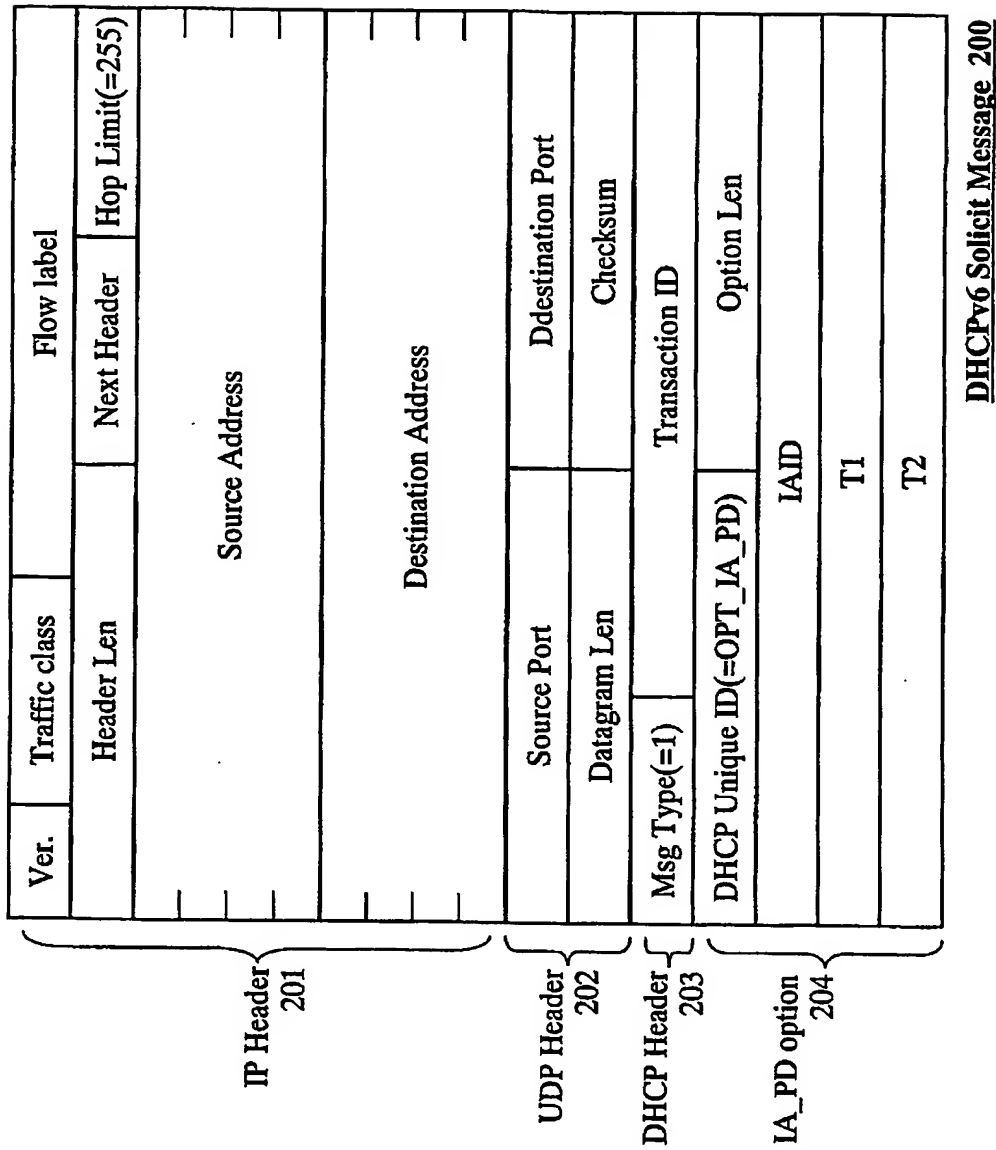 IP Header
201
Ver.
Traffic class
Flow label
Header Len
Next Header
Hop Limit(=255)
Source Address
Destination Address
UDP Header
202
Source Port
Ddestination Port
Datagram Len
Checksum
DHCP Header
203
Msg Type(=1)
Transaction ID
IA_PD option
204
DHCP Unique ID(=OPT_IA_PD)
Option Len
IAID
T1
T2
DHCPv6 Solicit Message 200